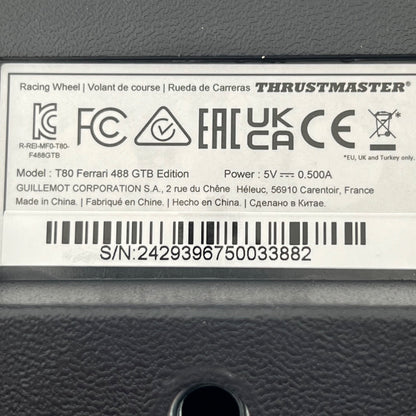 Racing Wheel | Volant de course | Rueda de Carreras THRUSTMASTER®
FC EAC UK CA CE
R-REI-MF0-T80-
F488GTB
*EU, UK and Turkey only.
Model : T80 Ferrari 488 GTB Edition Power : 5V 0.500A
GUILLEMOT CORPORATION S.A., 2 rue du Chêne Héleuc, 56910 Carentoir, France
Made in China. | Fabriqué en Chine. | Hecho en China. | Сделано в Китае.
S/N:2429396750033882